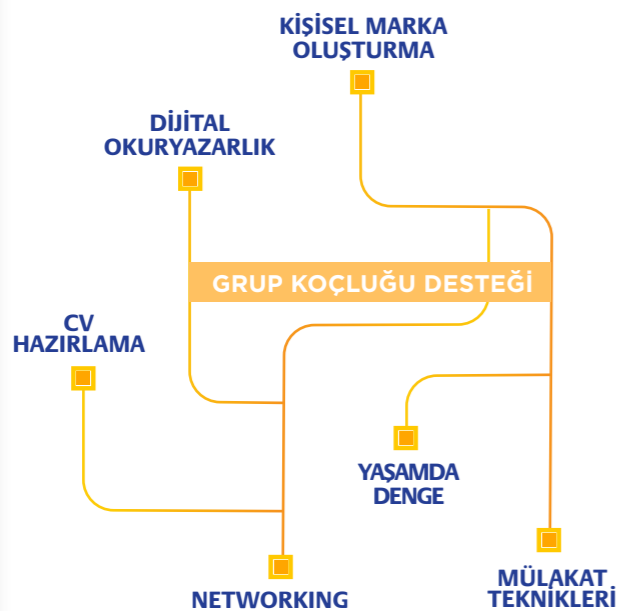 KİŞİSEL MARKA
OLUŞTURMA
DİJİTAL
OKURYAZARLIK
GRUP KOÇLUĞU DESTEĞİ
CV
HAZIRLAMA
YAŞAMDA
DENGE
NETWORKING
MÜLAKAT
TEKNİKLERİ